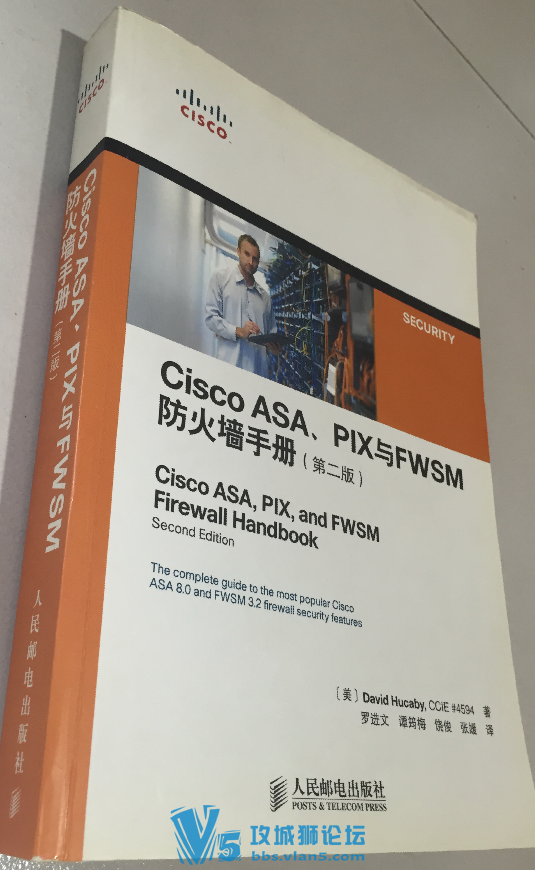 CISCO
Cisco ASA、PIX与FWSM
防火墙手册（第二版）
人民邮电出版社
CISCO
SECURITY
Cisco ASA、PIX与FWSM
防火墙手册（第二版）
Cisco ASA, PIX, and FWSM
Firewall Handbook
Second Edition
The complete guide to the most popular Cisco
ASA 8.0 and FWSM 3.2 firewall security features
［美］David Hucaby, CCIE #4594 著
罗进文 谭筠梅 饶俊 张媛 译
人民邮电出版社
POSTS & TELECOM PRESS
V5 攻城狮论坛
bbs.vlan5.com